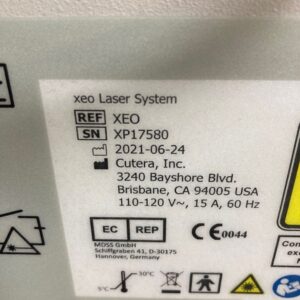 xeo Laser System
REF XEO
SN XP17580
2021-06-24
Cutera, Inc.
3240 Bayshore Blvd.
Brisbane, CA 94005 USA
110-120 V~, 15 A, 60 Hz
EC REP
CE 0044
MDSS GmbH
Schiffgraben 41, D-30175
Hannover, Germany
5°C
30°C